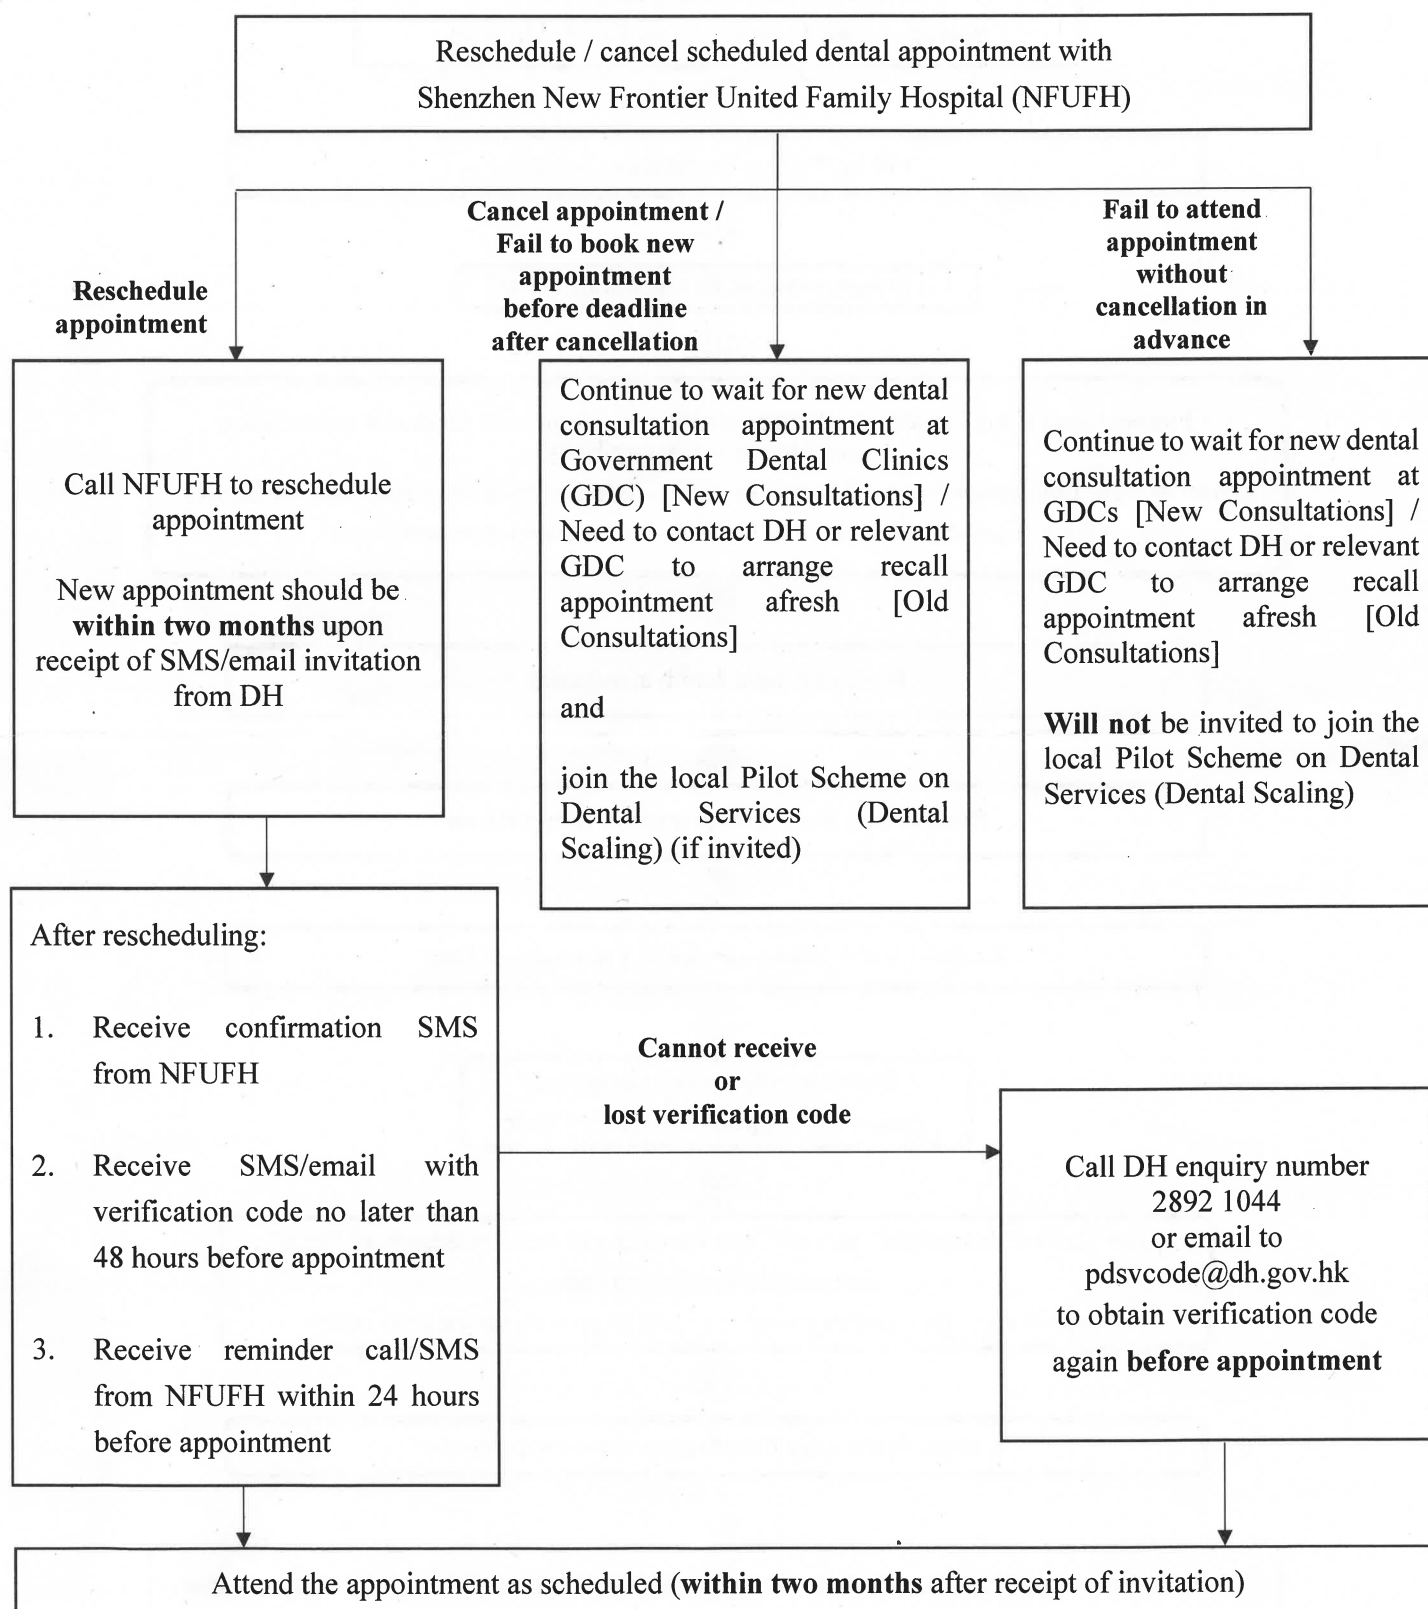 Reschedule / cancel scheduled dental appointment with
Shenzhen New Frontier United Family Hospital (NFUFH)
Reschedule
appointment
Cancel appointment /
Fail to book new
appointment
before deadline
after cancellation
Fail to attend
appointment
without
cancellation in
advance
Call NFUFH to reschedule
appointment
New appointment should be
within two months upon
receipt of SMS/email invitation
from DH
Continue to wait for new dental
consultation appointment at
Government Dental Clinics
(GDC) [New Consultations] /
Need to contact DH or relevant
GDC to arrange recall
appointment afresh [Old
Consultations]
and
join the local Pilot Scheme on
Dental Services (Dental
Scaling) (if invited)
Continue to wait for new dental
consultation appointment at
GDCs [New Consultations] /
Need to contact DH or relevant
GDC to arrange recall
appointment afresh [Old
Consultations]
Will not be invited to join the
local Pilot Scheme on Dental
Services (Dental Scaling)
After rescheduling:
1. Receive confirmation SMS
from NFUFH
2. Receive SMS/email with
verification code no later than
48 hours before appointment
3. Receive reminder call/SMS
from NFUFH within 24 hours
before appointment
Cannot receive
or
lost verification code
Call DH enquiry number
2892 1044
or email to
pdsvcode@dh.gov.hk
to obtain verification code
again before appointment
Attend the appointment as scheduled (within two months after receipt of invitation)